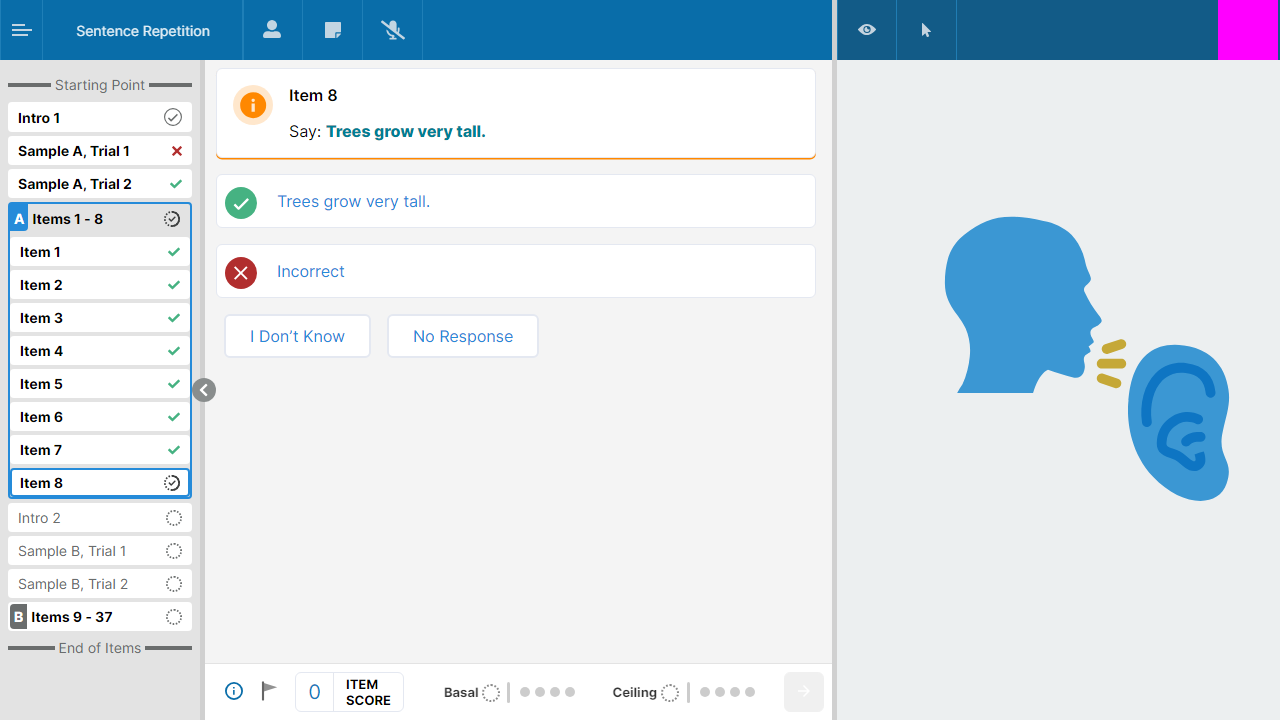 Sentence Repetition
Starting Point
Intro 1
Sample A, Trial 1
Sample A, Trial 2
A Items 1 - 8
Item 1
Item 2
Item 3
Item 4
Item 5
Item 6
Item 7
Item 8
Intro 2
Sample B, Trial 1
Sample B, Trial 2
B Items 9 - 37
End of Items
Item 8
Say: Trees grow very tall.
Trees grow very tall.
Incorrect
I Don’t Know
No Response
0
ITEM
SCORE
Basal
Ceiling